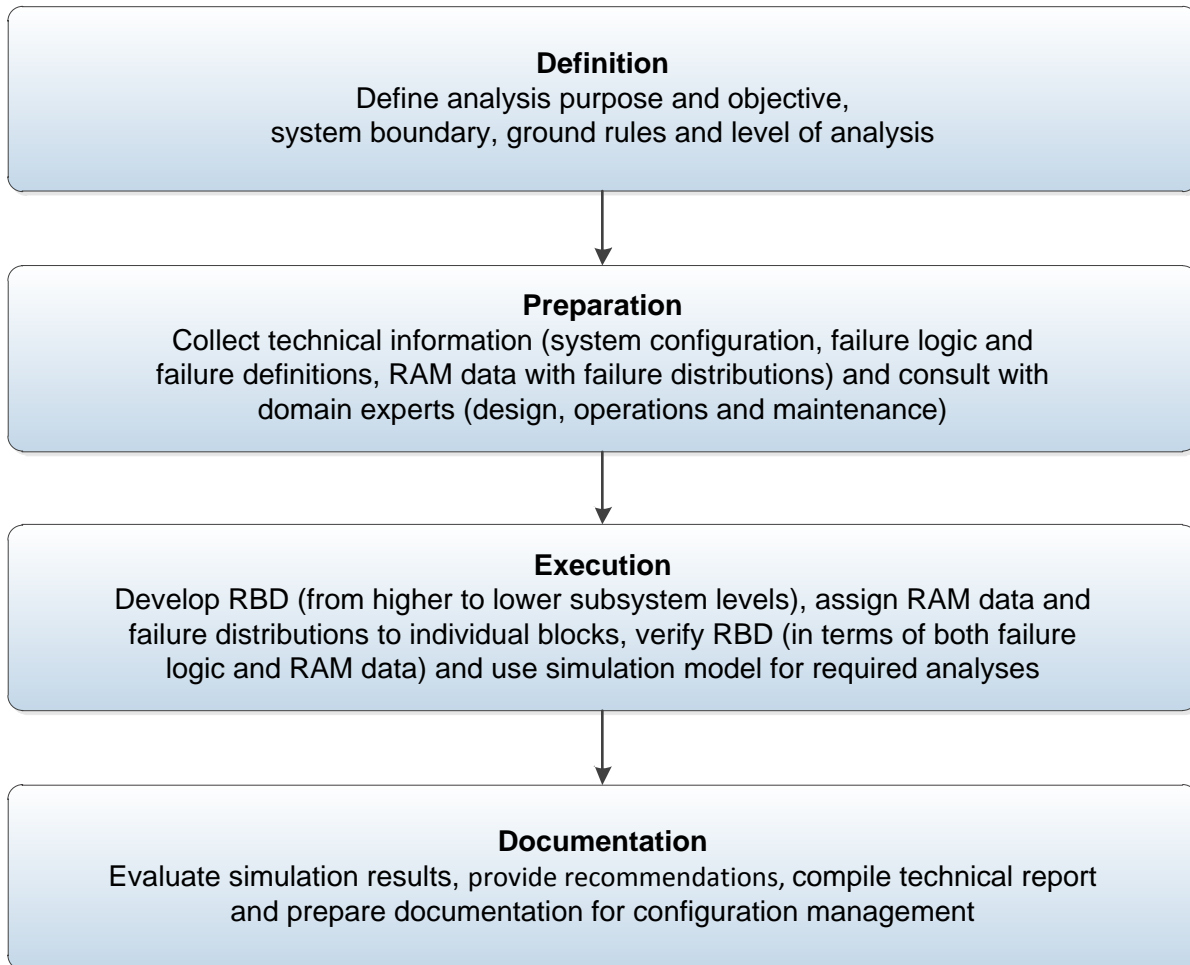 Definition
Define analysis purpose and objective,
system boundary, ground rules and level of analysis
Preparation
Collect technical information (system configuration, failure logic and
failure definitions, RAM data with failure distributions) and consult with
domain experts (design, operations and maintenance)
Execution
Develop RBD (from higher to lower subsystem levels), assign RAM data and
failure distributions to individual blocks, verify RBD (in terms of both failure
logic and RAM data) and use simulation model for required analyses
Documentation
Evaluate simulation results, provide recommendations, compile technical report
and prepare documentation for configuration management